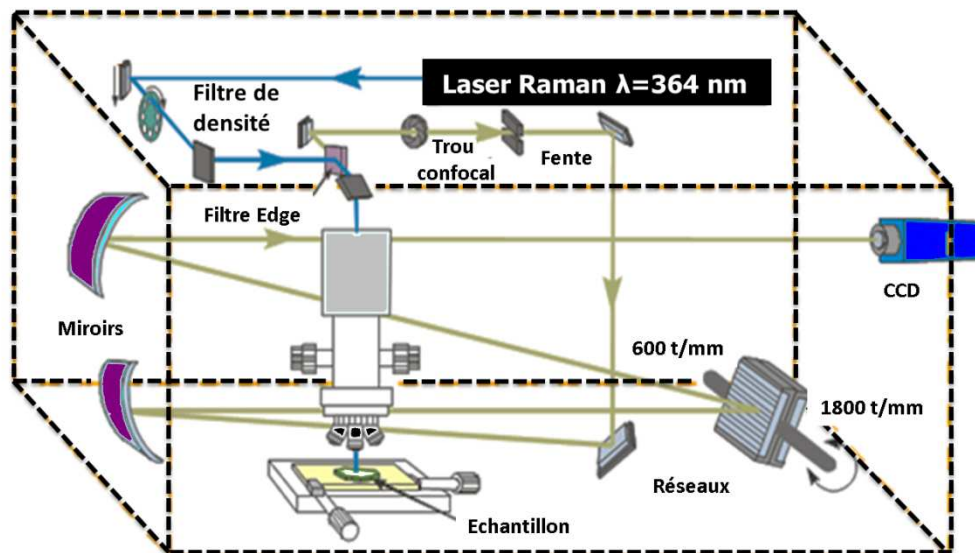 Laser Raman λ=364 nm
Filtre de
densité
Trou
confocal
Fente
Filtre Edge
CCD
Miroirs
600 t/mm
1800 t/mm
Réseaux
Echantillon